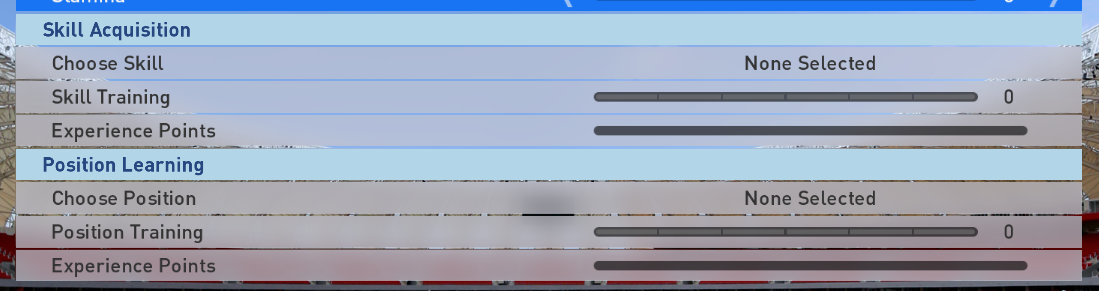 Skill Acquisition
Choose Skill None Selected
Skill Training 0
Experience Points
Position Learning
Choose Position None Selected
Position Training 0
Experience Points